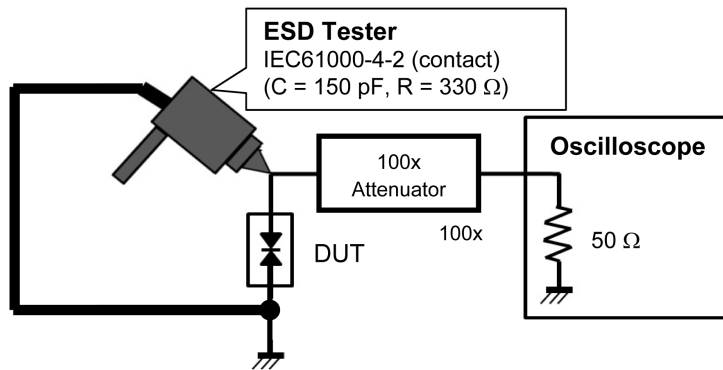 ESD Tester
IEC61000-4-2 (contact)
(C = 150 pF, R = 330 Ω)
100x
Attenuator
100x
Oscilloscope
50 Ω
DUT